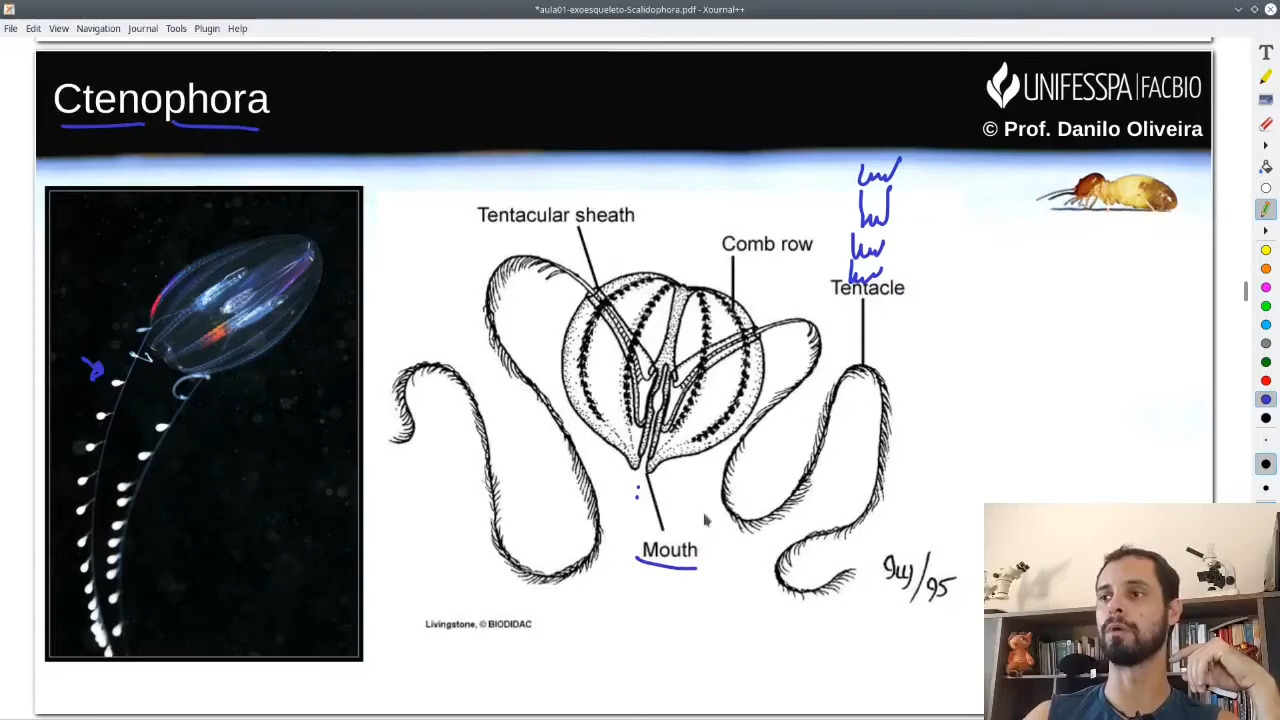 *aula01-exoesqueleto-Scalidophora.pdf - Xournal++
File Edit View Navigation Journal Tools Plugin Help
Ctenophora
UNIFESSPA | FACBIO
© Prof. Danilo Oliveira
Tentacular sheath
Comb row
Tentacle
Mouth
Livingstone, © BIODIDAC